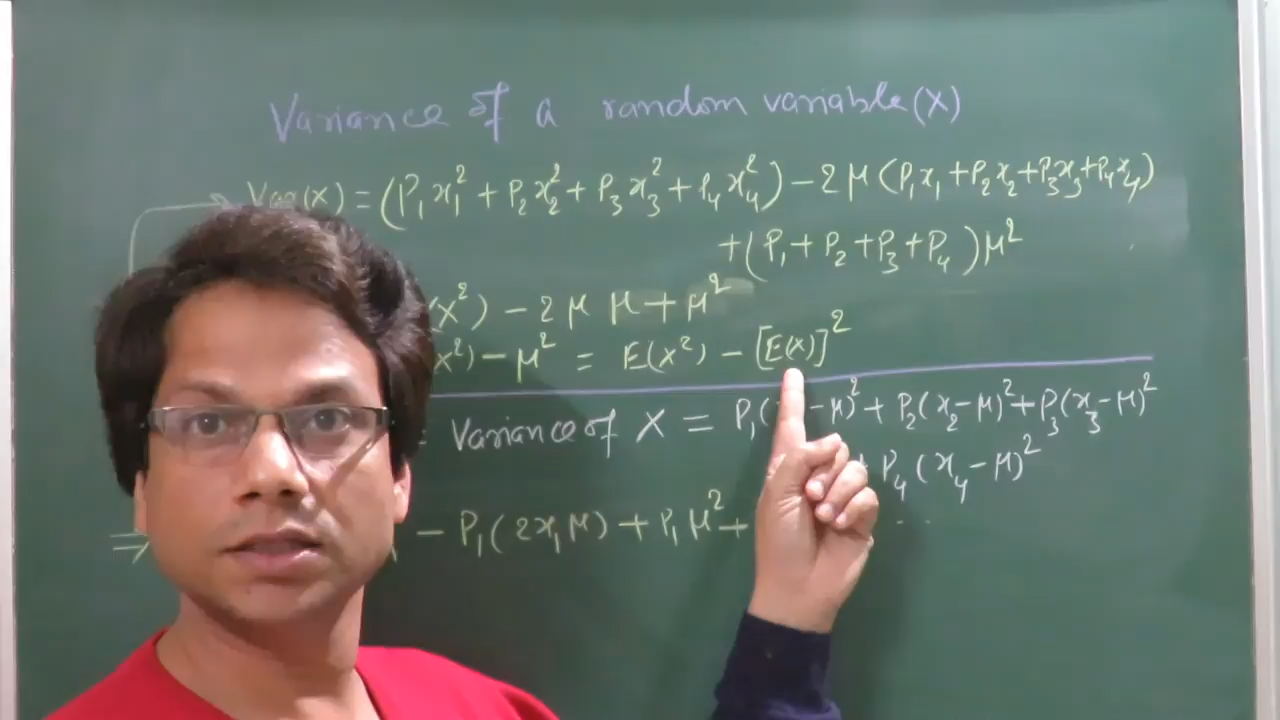 Variance of a random variable (X)
Var(X) = (P₁x₁² + P₂x₂² + P₃x₃² + P₄x₄²) − 2μ(P₁x₁ + P₂x₂ + P₃x₃ + P₄x₄)
+ (P₁ + P₂ + P₃ + P₄)μ²
(X²) − 2μ μ + μ²
X²) − μ² = E(X²) − [E(X)]²
= Variance of X = P₁( − μ)² + P₂(x₂ − μ)² + P₃(x₃ − μ)²
+ P₄(x₄ − μ)²
⇒ − P₁(2x₁μ) + P₁μ² + ...